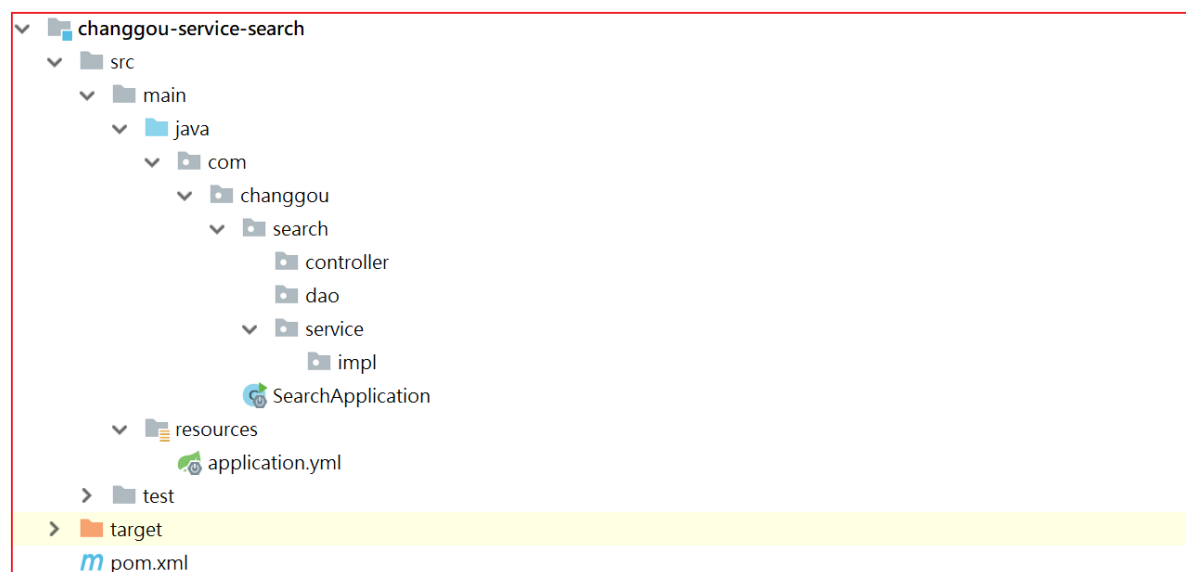 changgou-service-search
src
main
java
com
changgou
search
controller
dao
service
impl
SearchApplication
resources
application.yml
test
target
pom.xml